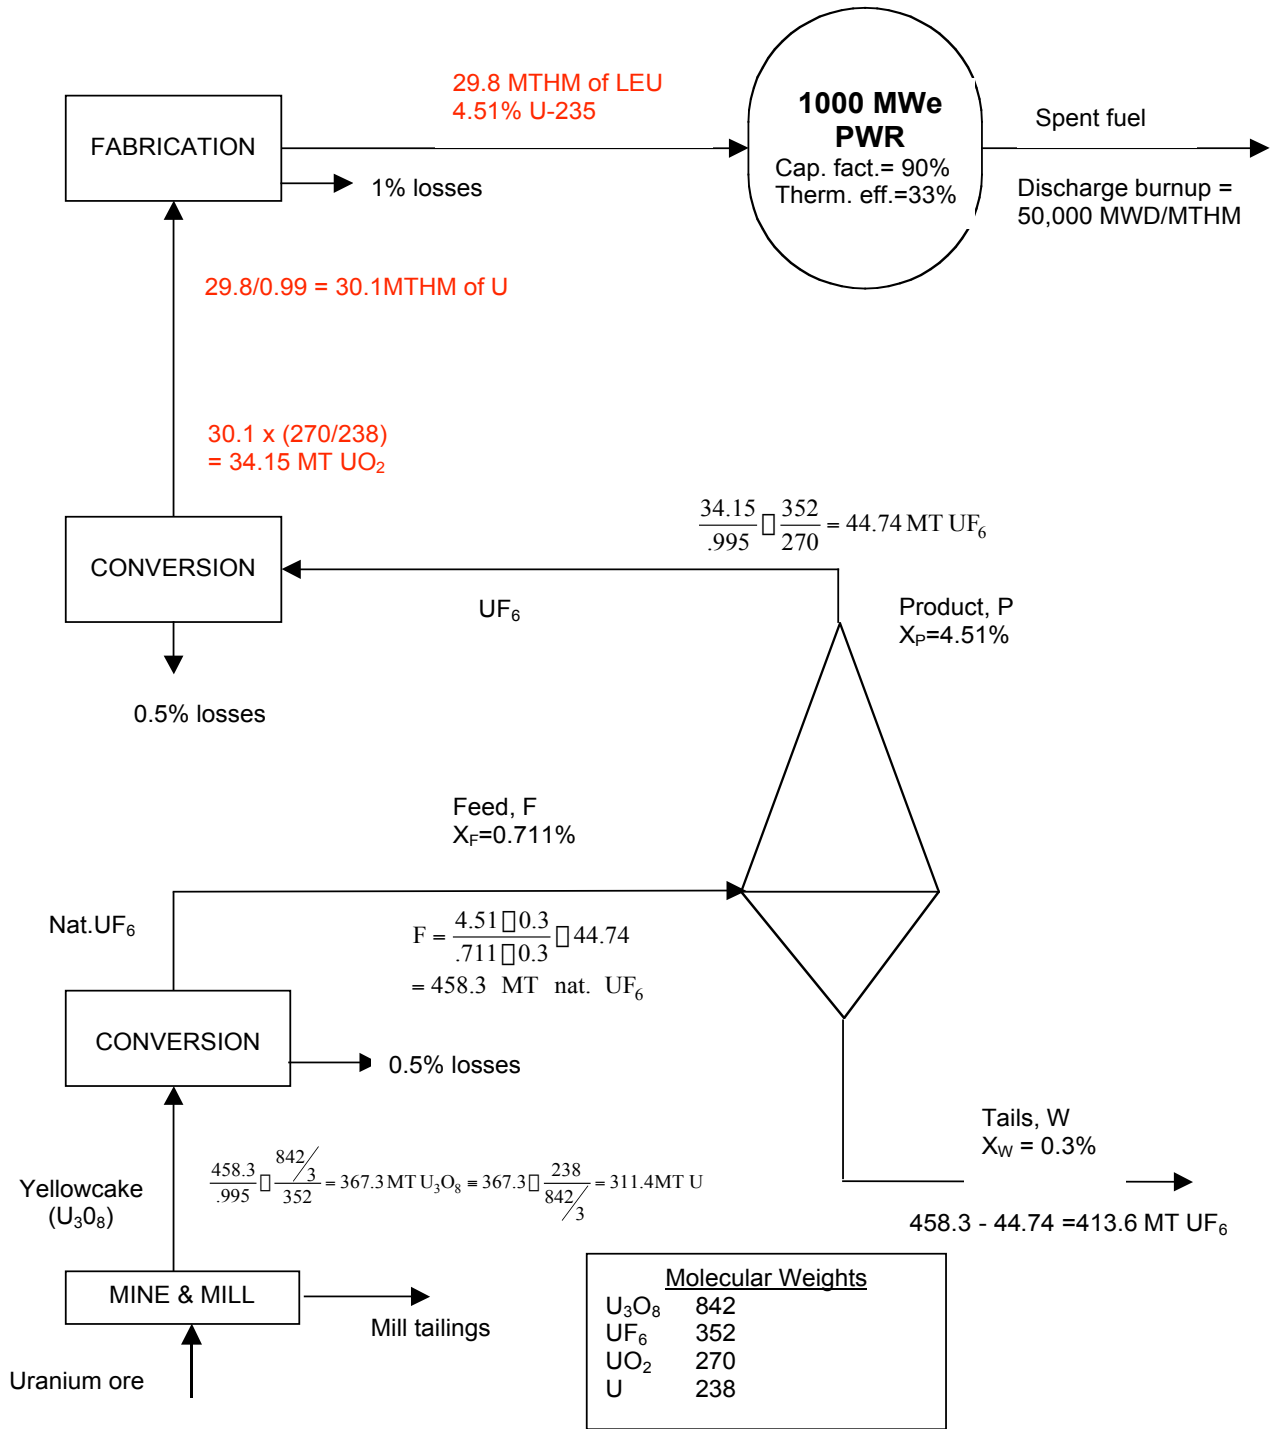 29.8 MTHM of LEU
4.51% U-235
1000 MWe
PWR
Cap. fact.= 90%
Therm. eff.=33%
Spent fuel
Discharge burnup =
50,000 MWD/MTHM
FABRICATION
1% losses
29.8/0.99 = 30.1MTHM of U
30.1 x (270/238)
= 34.15 MT UO₂
34.15/.995 □ 352/270 = 44.74 MT UF₆
CONVERSION
UF₆
Product, P
X_P=4.51%
0.5% losses
Feed, F
X_F=0.711%
Nat.UF₆
F = 4.51 □ 0.3/.711 □ 0.3 □ 44.74
= 458.3 MT nat. UF₆
CONVERSION
0.5% losses
Tails, W
X_W = 0.3%
458.3/.995 □ 842/3/352 = 367.3 MT U₃O₈ ≡ 367.3 □ 238/842/3 = 311.4 MT U
Yellowcake
(U₃0₈)
458.3 - 44.74 =413.6 MT UF₆
MINE & MILL
Mill tailings
Uranium ore
Molecular Weights
U₃O₈ 842
UF₆ 352
UO₂ 270
U 238